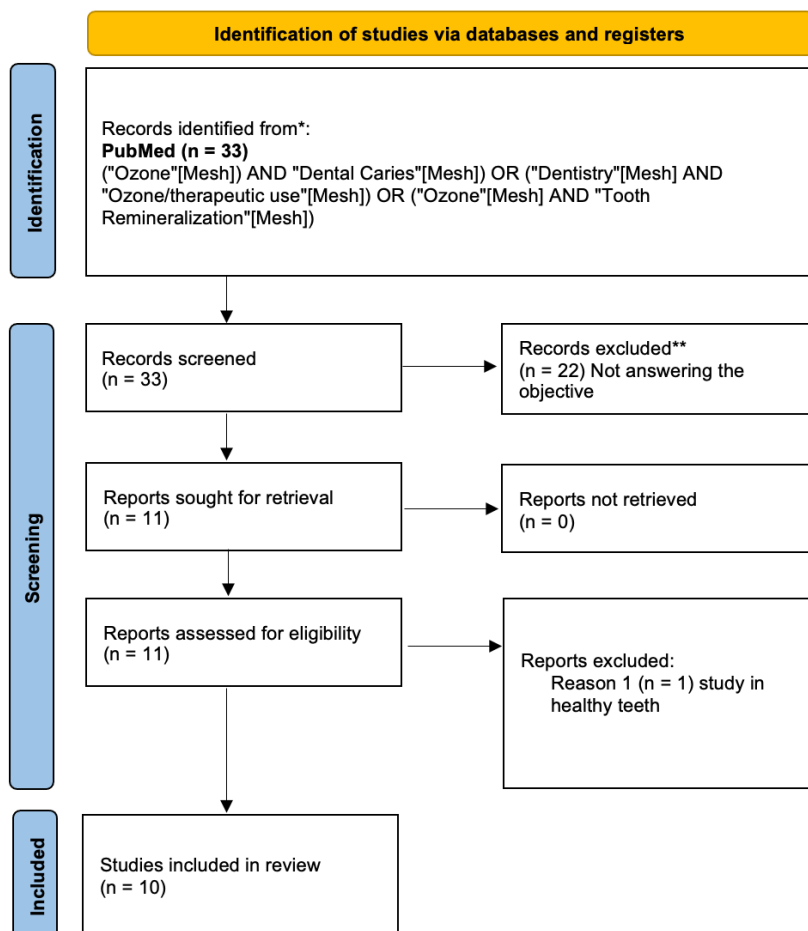 Identification of studies via databases and registers
Identification
Records identified from*:
PubMed (n = 33)
("Ozone"[Mesh]) AND "Dental Caries"[Mesh]) OR ("Dentistry"[Mesh] AND
"Ozone/therapeutic use"[Mesh]) OR ("Ozone"[Mesh] AND "Tooth
Remineralization"[Mesh])
Screening
Records screened
(n = 33)
Records excluded**
(n = 22) Not answering the
objective
Reports sought for retrieval
(n = 11)
Reports not retrieved
(n = 0)
Reports assessed for eligibility
(n = 11)
Reports excluded:
Reason 1 (n = 1) study in
healthy teeth
Included
Studies included in review
(n = 10)